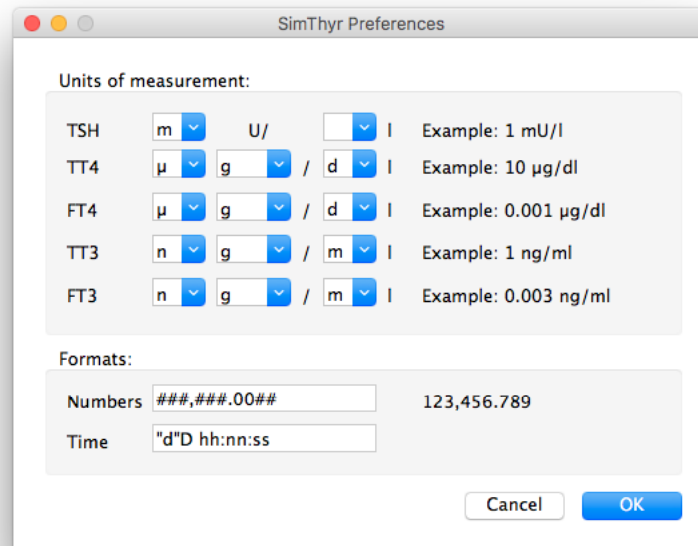 SimThyr Preferences
Units of measurement:
TSH m U/ l Example: 1 mU/l
TT4 µ g / d l Example: 10 µg/dl
FT4 µ g / d l Example: 0.001 µg/dl
TT3 n g / m l Example: 1 ng/ml
FT3 n g / m l Example: 0.003 ng/ml
Formats:
Numbers ###,###.00## 123,456.789
Time "d"D hh:nn:ss
Cancel OK